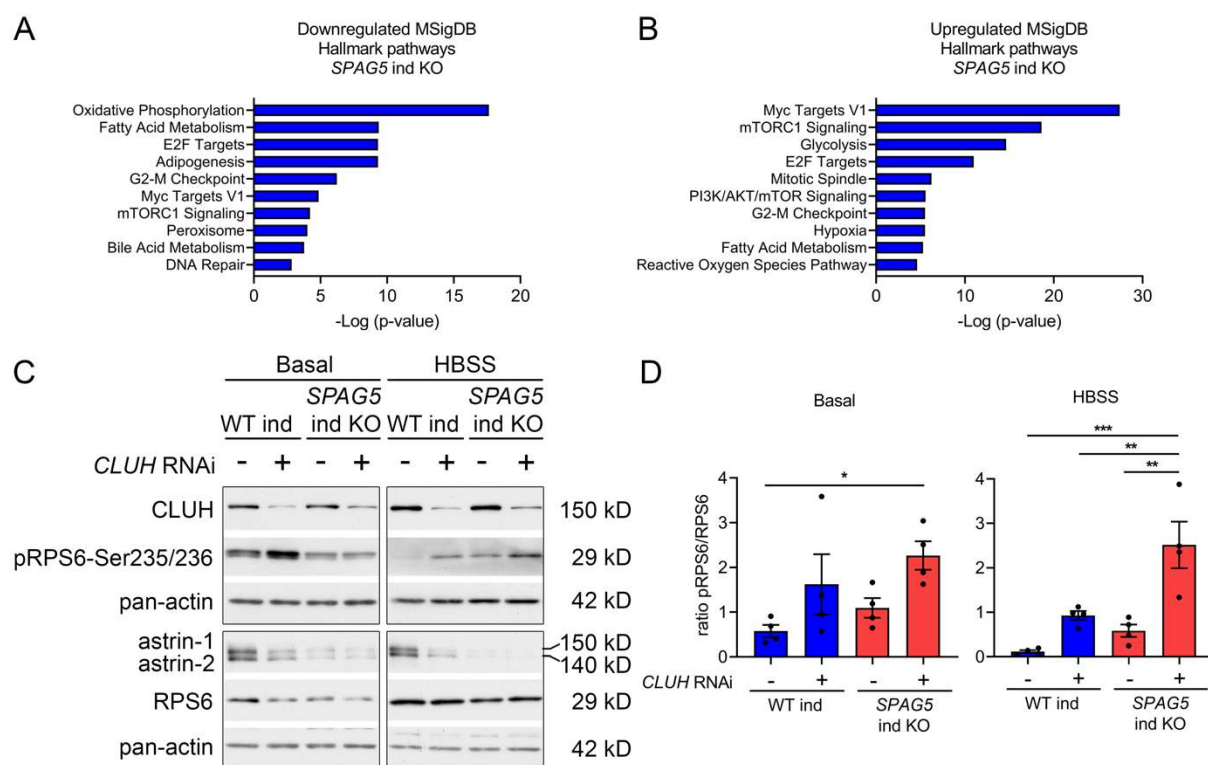 A
Downregulated MSigDB
Hallmark pathways
SPAG5 ind KO
Oxidative Phosphorylation
Fatty Acid Metabolism
E2F Targets
Adipogenesis
G2-M Checkpoint
Myc Targets V1
mTORC1 Signaling
Peroxisome
Bile Acid Metabolism
DNA Repair
0 5 10 15 20
-Log (p-value)
B
Upregulated MSigDB
Hallmark pathways
SPAG5 ind KO
Myc Targets V1
mTORC1 Signaling
Glycolysis
E2F Targets
Mitotic Spindle
PI3K/AKT/mTOR Signaling
G2-M Checkpoint
Hypoxia
Fatty Acid Metabolism
Reactive Oxygen Species Pathway
0 10 20 30
-Log (p-value)
C
Basal HBSS
SPAG5 SPAG5
WT ind ind KO WT ind ind KO
CLUH RNAi - + - + - + - +
CLUH 150 kD
pRPS6-Ser235/236 29 kD
pan-actin 42 kD
astrin-1 150 kD
astrin-2 140 kD
RPS6 29 kD
pan-actin 42 kD
D
Basal
*
ratio pRPS6/RPS6
4
3
2
1
0
CLUH RNAi - + - +
WT ind SPAG5
ind KO
HBSS
***
**
**
4
3
2
1
0
- + - +
WT ind SPAG5
ind KO